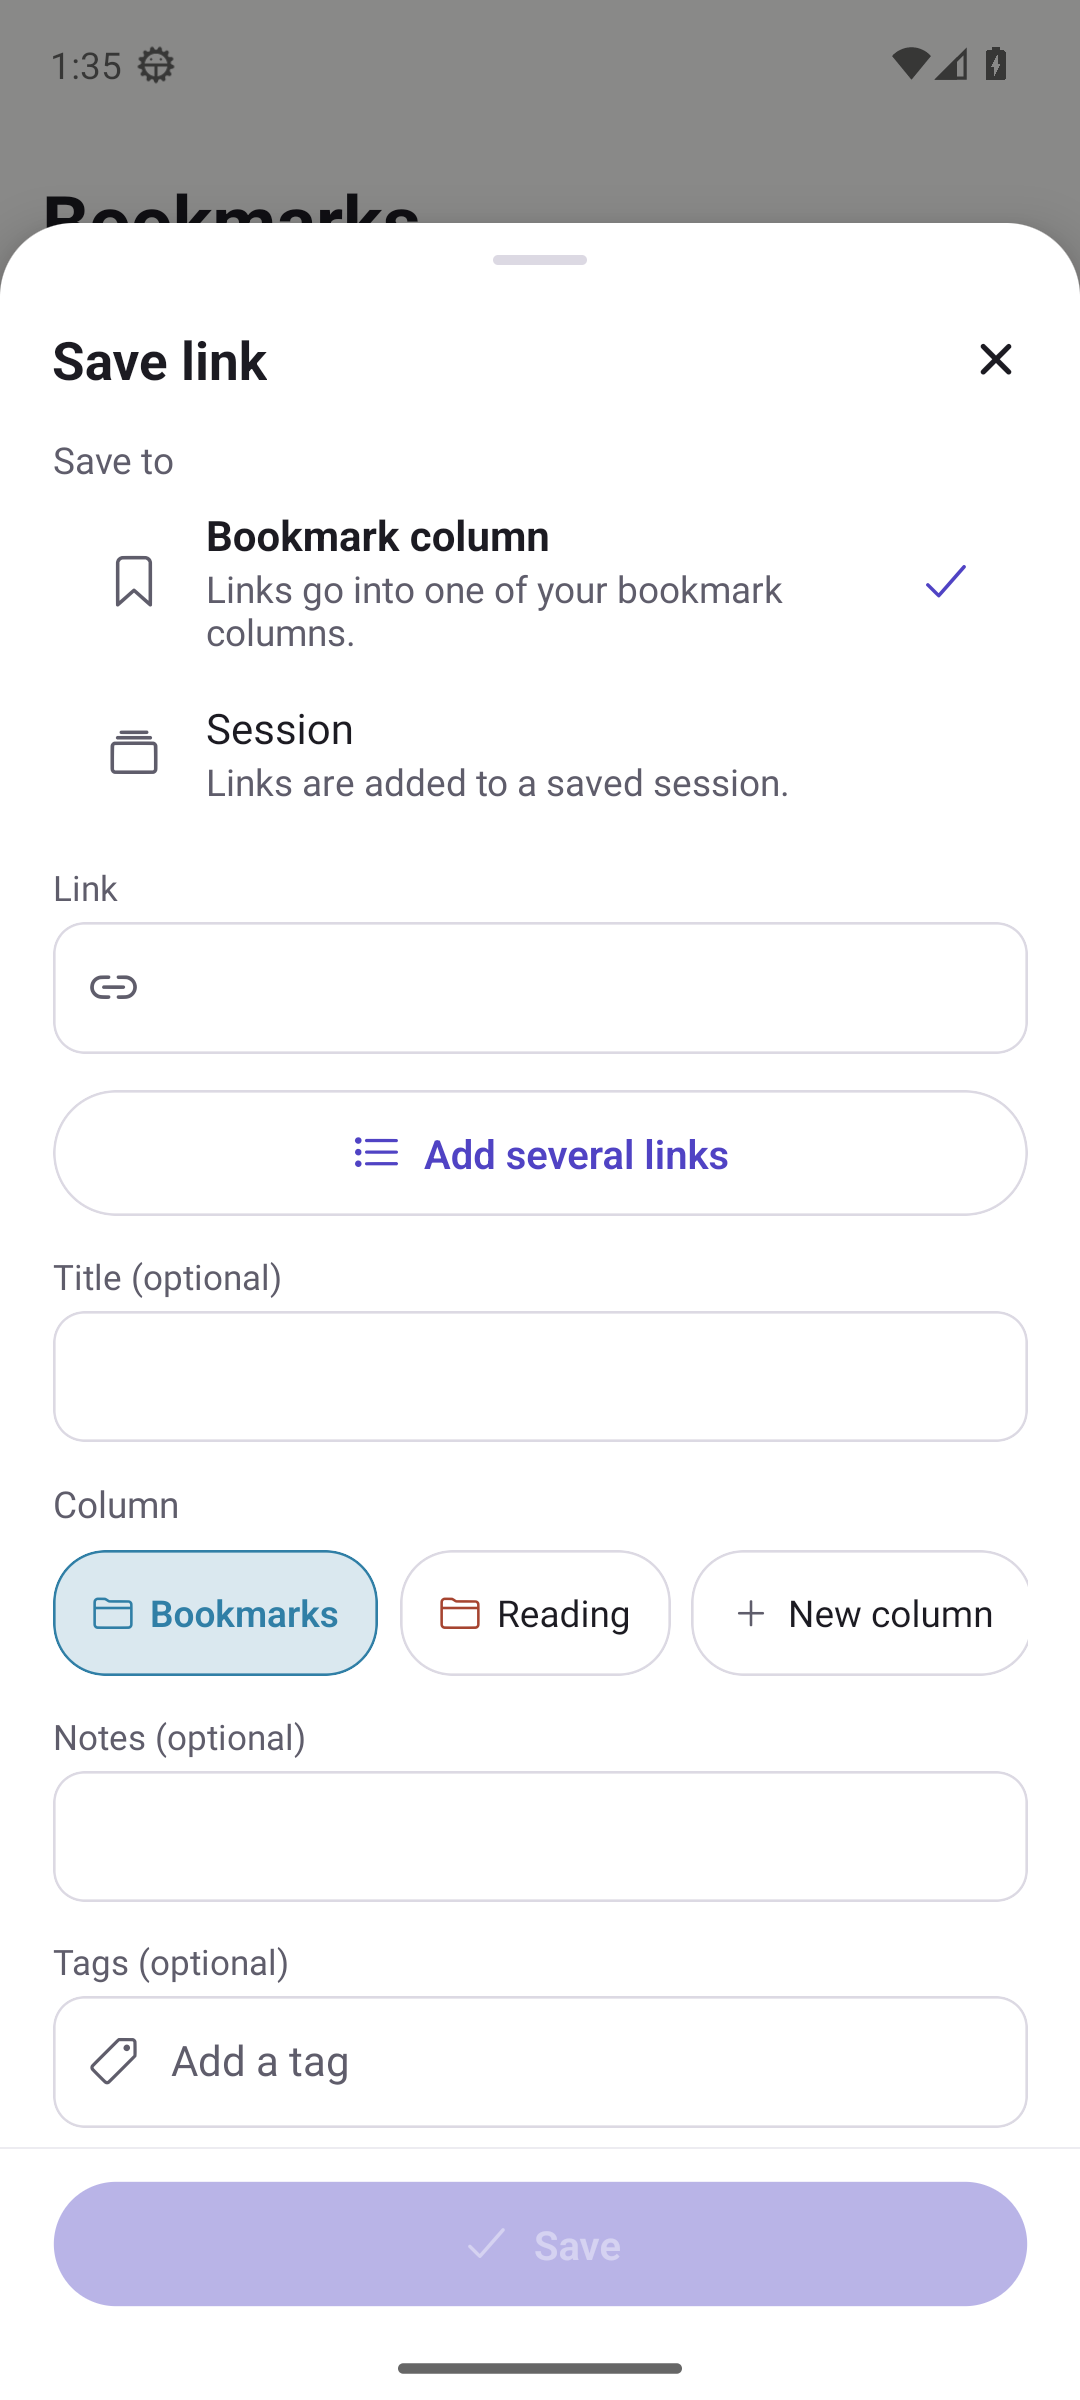 1:35
Bookmarks
Save link
Save to
Bookmark column
Links go into one of your bookmark
columns.
Session
Links are added to a saved session.
Link
Add several links
Title (optional)
Column
Bookmarks
Reading
New column
Notes (optional)
Tags (optional)
Add a tag
Save